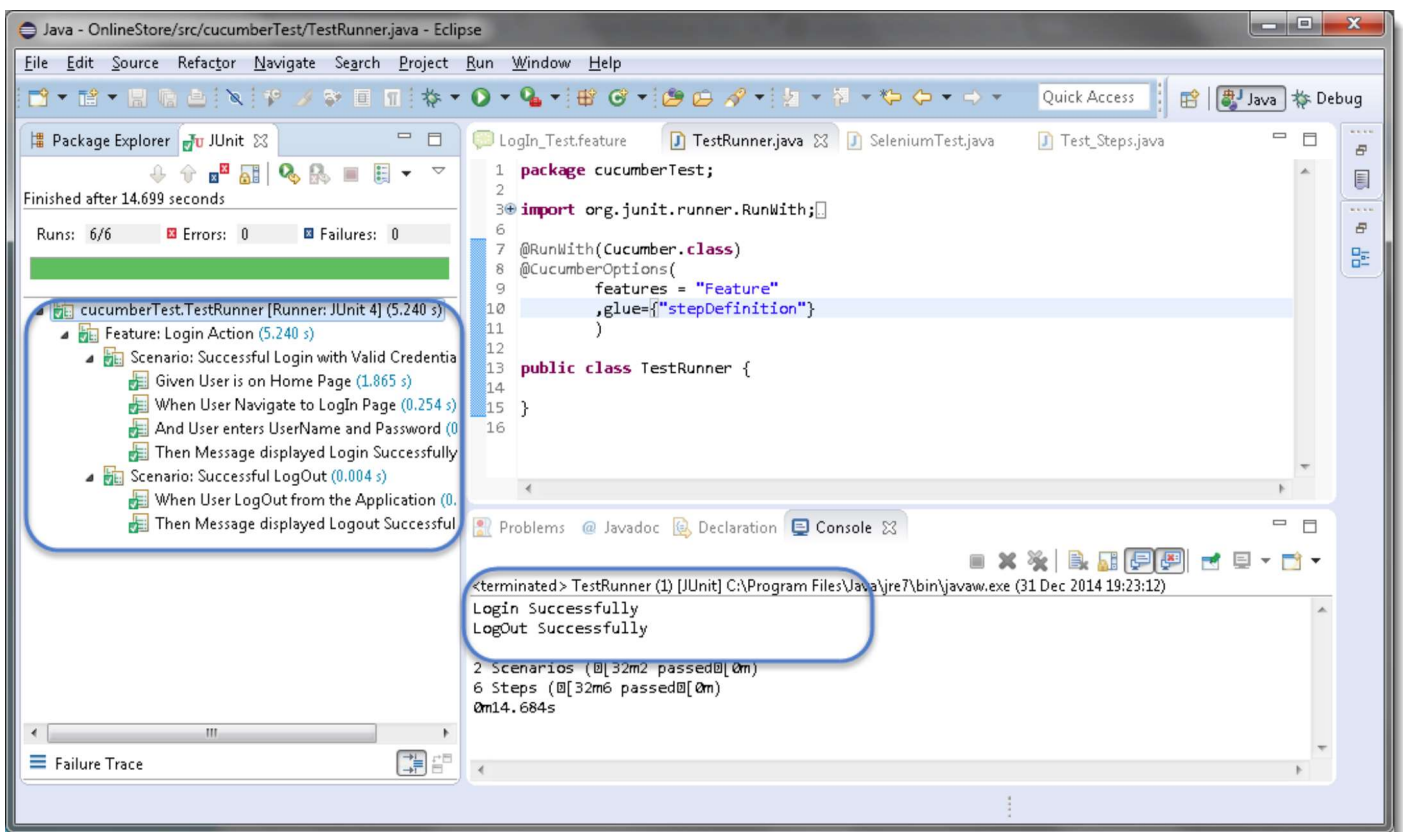 Java - OnlineStore/src/cucumberTest/TestRunner.java - Eclipse
File Edit Source Refactor Navigate Search Project Run Window Help
Quick Access Java Debug
Package Explorer JUnit
Finished after 14.699 seconds
Runs: 6/6 Errors: 0 Failures: 0
cucumberTest.TestRunner [Runner: JUnit 4] (5.240 s)
Feature: Login Action (5.240 s)
Scenario: Successful Login with Valid Credentia
Given User is on Home Page (1.865 s)
When User Navigate to LogIn Page (0.254 s)
And User enters UserName and Password (0
Then Message displayed Login Successfully
Scenario: Successful LogOut (0.004 s)
When User LogOut from the Application (0.
Then Message displayed Logout Successful
Failure Trace
LogIn_Test.feature TestRunner.java SeleniumTest.java Test_Steps.java
1 package cucumberTest;
2
3 import org.junit.runner.RunWith;
6
7 @RunWith(Cucumber.class)
8 @CucumberOptions(
9 features = "Feature"
10 ,glue={"stepDefinition"}
11 )
12
13 public class TestRunner {
14
15 }
16
Problems @ Javadoc Declaration Console
<terminated> TestRunner (1) [JUnit] C:\Program Files\Java\jre7\bin\javaw.exe (31 Dec 2014 19:23:12)
Login Successfully
LogOut Successfully
2 Scenarios ([32m2 passed[0m)
6 Steps ([32m6 passed[0m)
0m14.684s